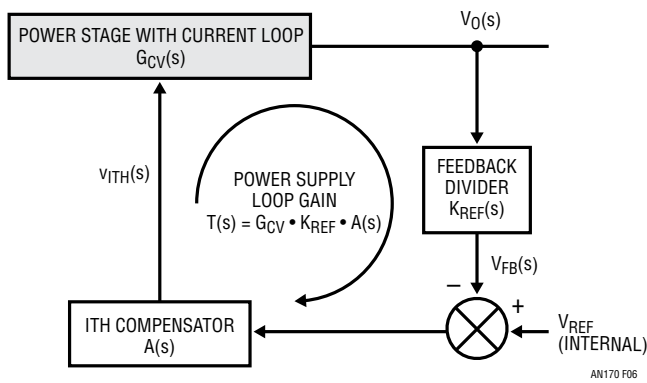 POWER STAGE WITH CURRENT LOOP
G_CV(s)
V_O(s)
v_ITH(s)
POWER SUPPLY
LOOP GAIN
T(s) = G_CV • K_REF • A(s)
FEEDBACK
DIVIDER
K_REF(s)
V_FB(s)
–
+
ITH COMPENSATOR
A(s)
V_REF
(INTERNAL)
AN170 F06